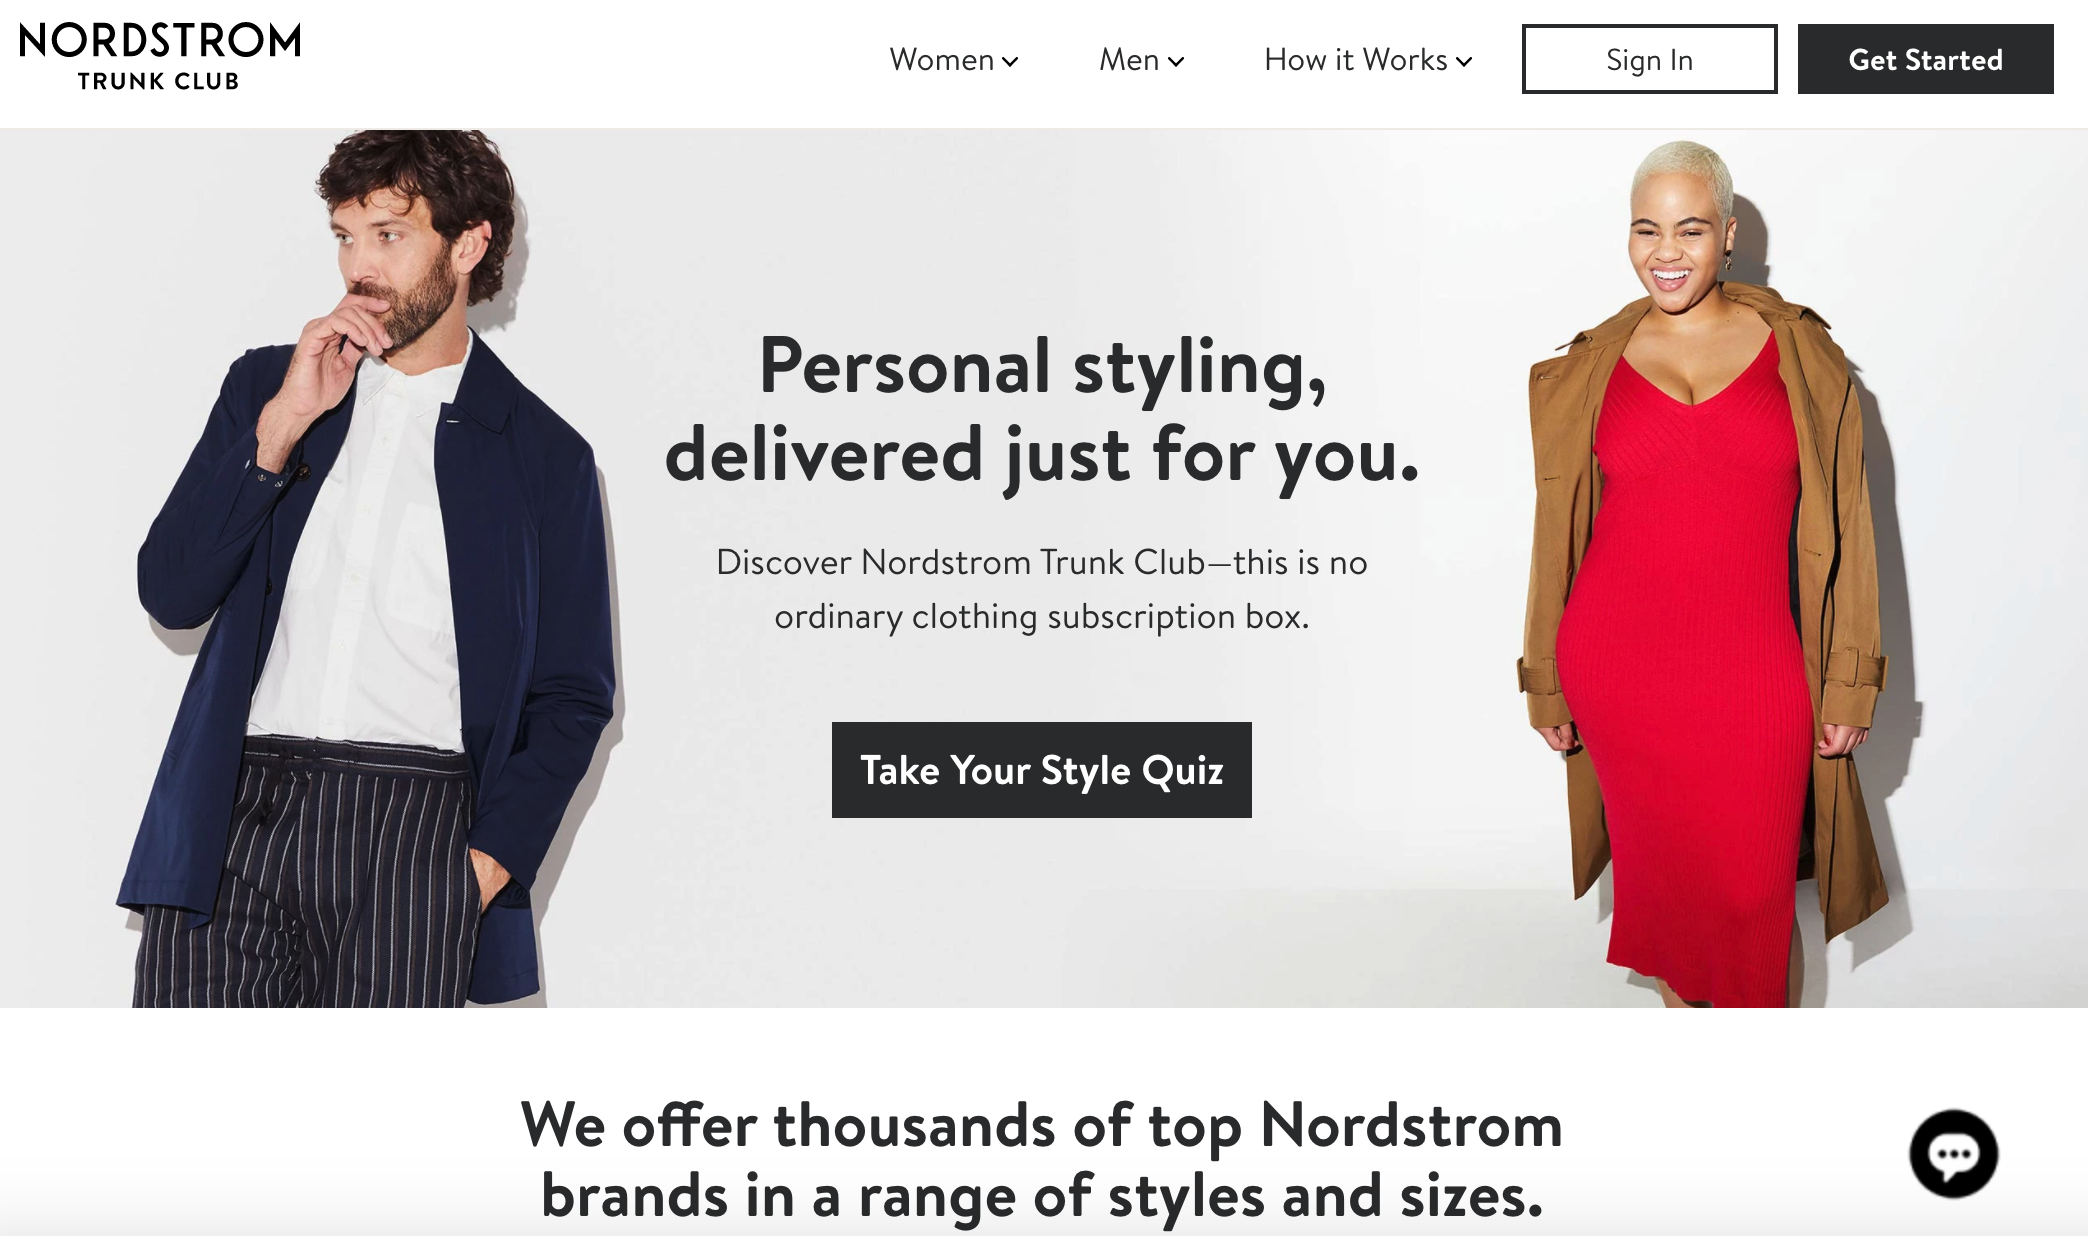 NORDSTROM
TRUNK CLUB
Women
Men
How it Works
Sign In
Get Started
Personal styling,
delivered just for you.
Discover Nordstrom Trunk Club—this is no
ordinary clothing subscription box.
Take Your Style Quiz
We offer thousands of top Nordstrom
brands in a range of styles and sizes.